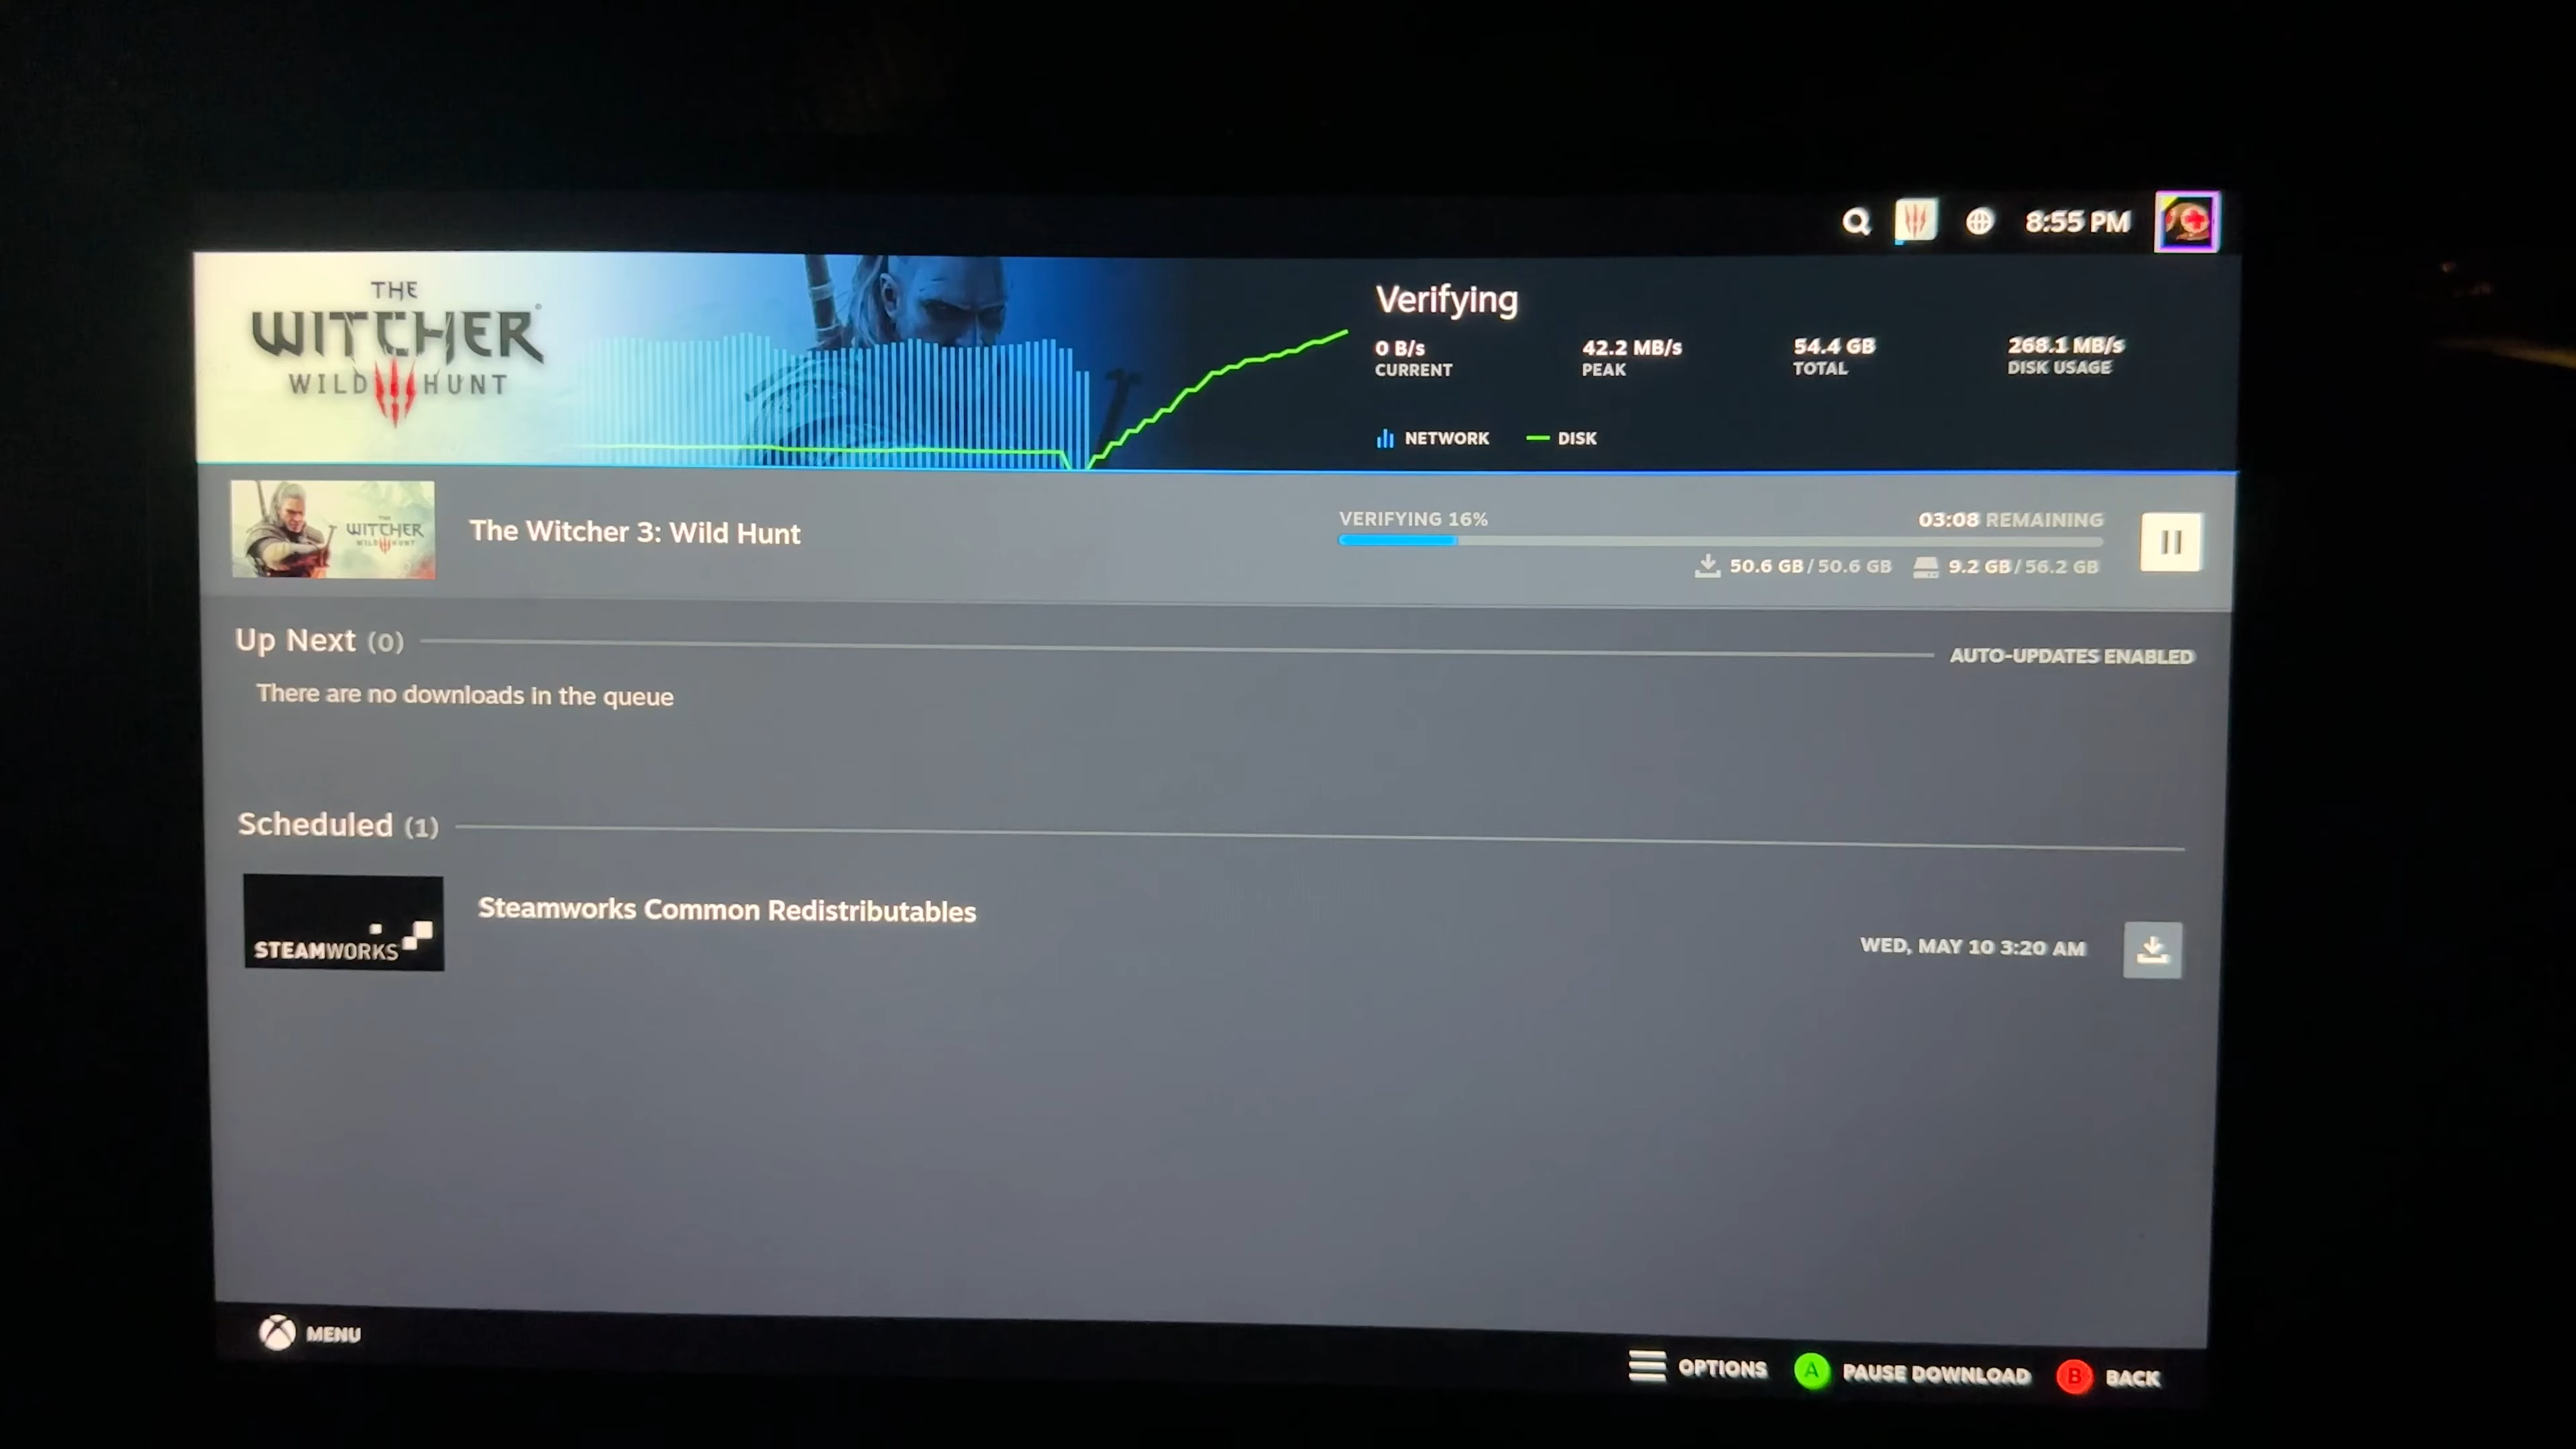 8:55 PM
THE
WITCHER
WILD HUNT
Verifying
0 B/s
CURRENT
42.2 MB/s
PEAK
54.4 GB
TOTAL
268.1 MB/s
DISK USAGE
NETWORK
DISK
THE
WITCHER
WILD HUNT
The Witcher 3: Wild Hunt
VERIFYING 16%
03:08 REMAINING
50.6 GB / 50.6 GB
9.2 GB / 56.2 GB
Up Next (0)
AUTO-UPDATES ENABLED
There are no downloads in the queue
Scheduled (1)
STEAMWORKS
Steamworks Common Redistributables
WED, MAY 10 3:20 AM
MENU
OPTIONS
A PAUSE DOWNLOAD
B BACK